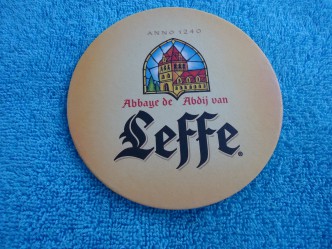 ANNO 1240
Abbaye de Abdij van
Leffe®